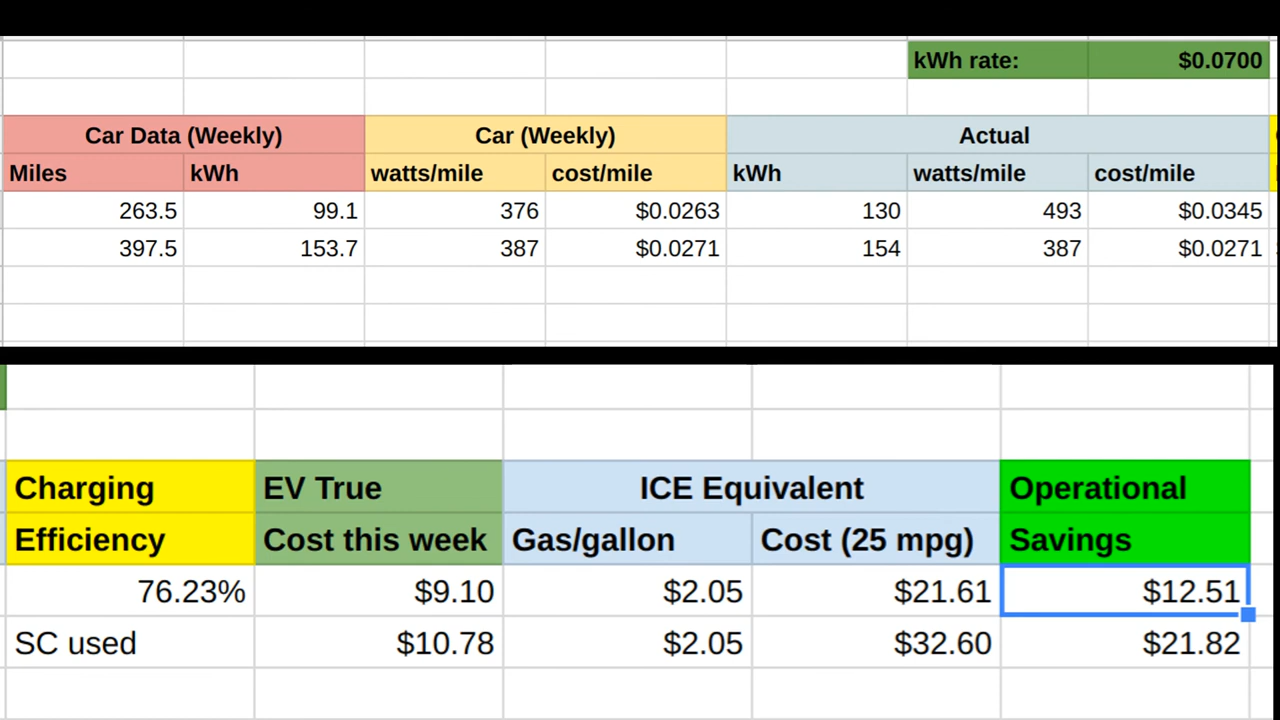 kWh rate: $0.0700
Car Data (Weekly) Car (Weekly) Actual
Miles kWh watts/mile cost/mile kWh watts/mile cost/mile
263.5 99.1 376 $0.0263 130 493 $0.0345
397.5 153.7 387 $0.0271 154 387 $0.0271
Charging EV True ICE Equivalent Operational
Efficiency Cost this week Gas/gallon Cost (25 mpg) Savings
76.23% $9.10 $2.05 $21.61 $12.51
SC used $10.78 $2.05 $32.60 $21.82